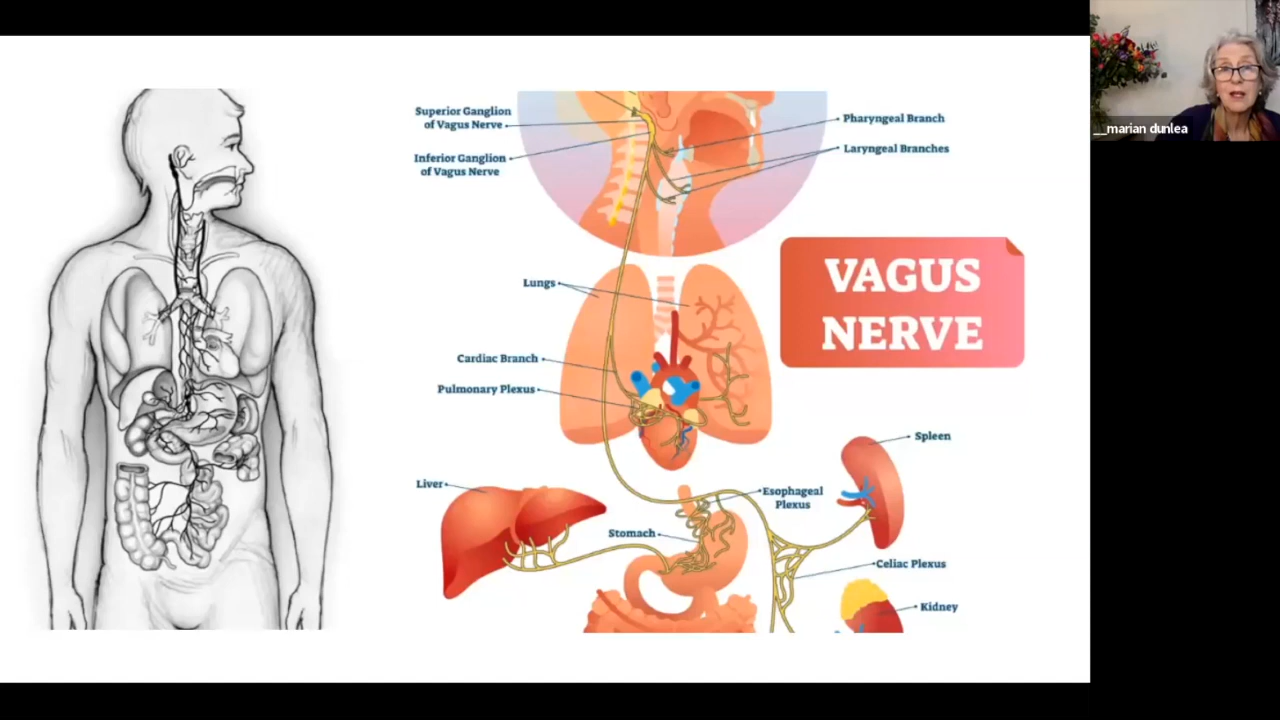 Superior Ganglion
of Vagus Nerve
Inferior Ganglion
of Vagus Nerve
Pharyngeal Branch
Laryngeal Branches
VAGUS
NERVE
Lungs
Cardiac Branch
Pulmonary Plexus
Spleen
Liver
Esophageal
Plexus
Stomach
Celiac Plexus
Kidney
__marian dunlea